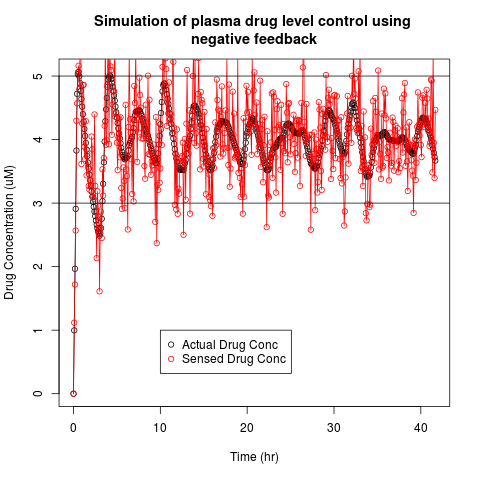 Simulation of plasma drug level control using
negative feedback
Drug Concentration (uM)
5
4
3
2
1
0
Actual Drug Conc
Sensed Drug Conc
0
10
20
30
40
Time (hr)